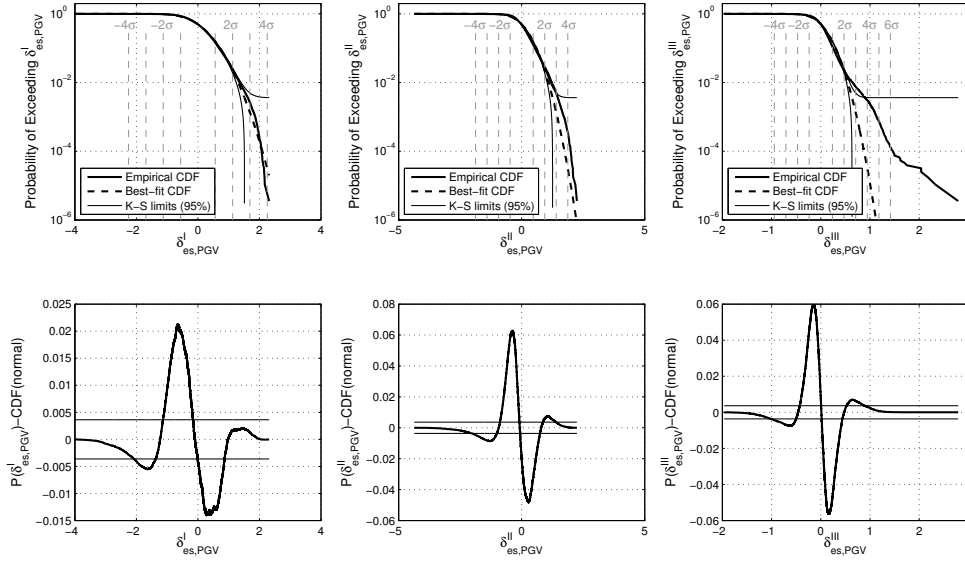 Probability of Exceeding δ^I_es,PGV
10^0
10^−2
10^−4
10^−6
−4σ −2σ 2σ 4σ
Empirical CDF
Best−fit CDF
K−S limits (95%)
−4 −2 0 2 4
δ^I_es,PGV
Probability of Exceeding δ^II_es,PGV
10^0
10^−2
10^−4
10^−6
−4σ −2σ 2σ 4σ
Empirical CDF
Best−fit CDF
K−S limits (95%)
−5 0 5
δ^II_es,PGV
Probability of Exceeding δ^III_es,PGV
10^0
10^−2
10^−4
10^−6
−4σ −2σ 2σ 4σ 6σ
Empirical CDF
Best−fit CDF
K−S limits (95%)
−2 −1 0 1 2 3
δ^III_es,PGV
P(δ^I_es,PGV)−CDF(normal)
0.025
0.02
0.015
0.01
0.005
0
−0.005
−0.01
−0.015
−4 −2 0 2 4
δ^I_es,PGV
P(δ^II_es,PGV)−CDF(normal)
0.08
0.06
0.04
0.02
0
−0.02
−0.04
−0.06
−5 0 5
δ^II_es,PGV
P(δ^III_es,PGV)−CDF(normal)
0.06
0.04
0.02
0
−0.02
−0.04
−0.06
−2 −1 0 1 2 3
δ^III_es,PGV